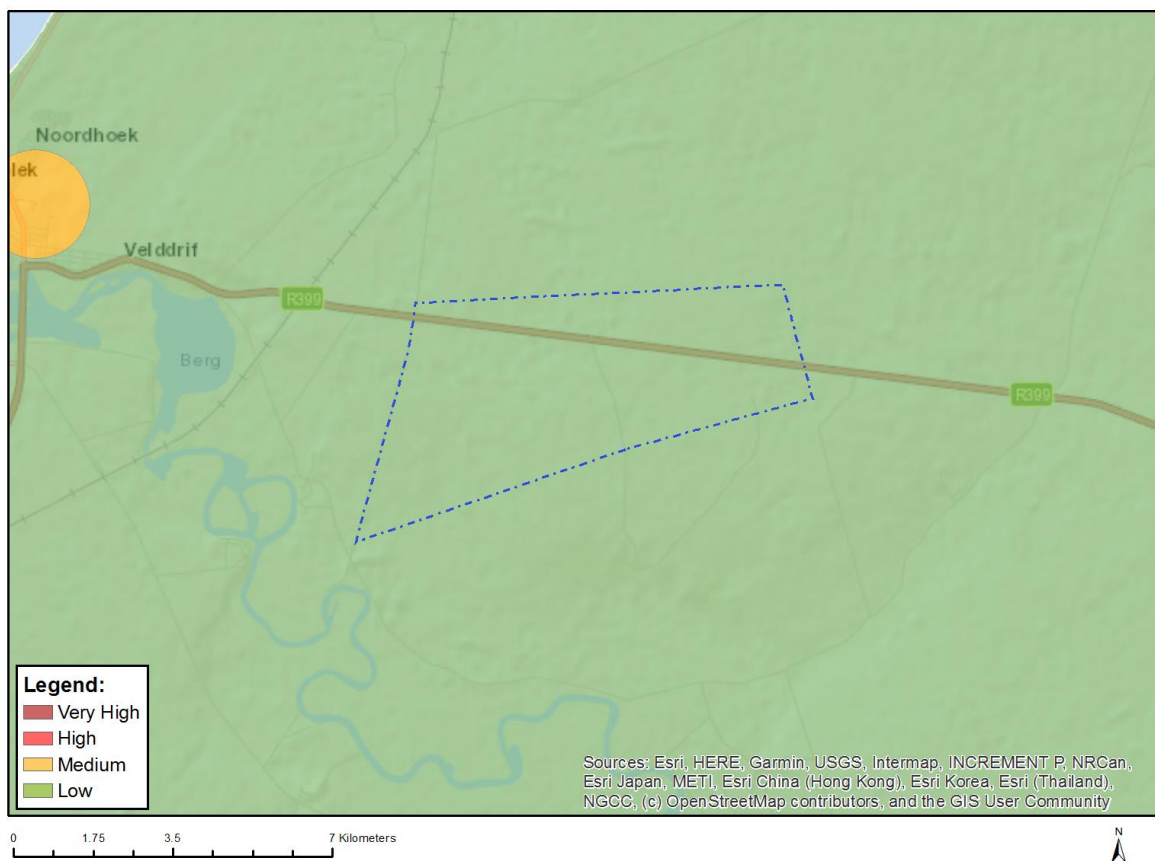 Noordhoek
lek
Velddrif
R399
Berg
R399
Legend:
Very High
High
Medium
Low
Sources: Esri, HERE, Garmin, USGS, Intermap, INCREMENT P, NRCan,
Esri Japan, METI, Esri China (Hong Kong), Esri Korea, Esri (Thailand),
NGCC, (c) OpenStreetMap contributors, and the GIS User Community
0 1.75 3.5 7 Kilometers
N